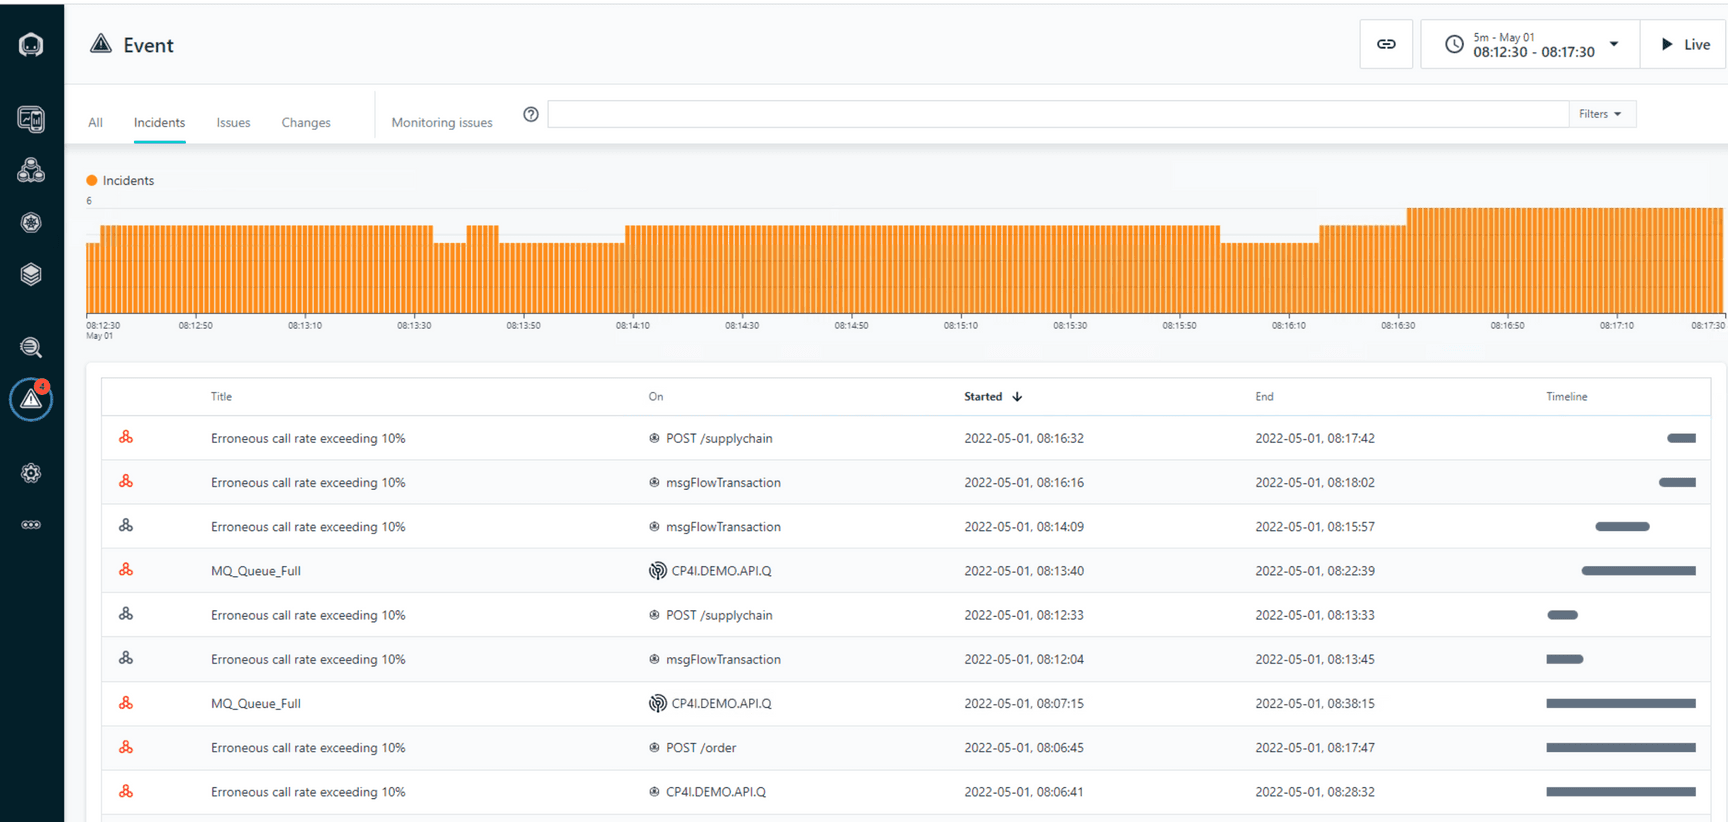 Event
5m - May 01
08:12:30 - 08:17:30
Live
All
Incidents
Issues
Changes
Monitoring issues
?
Filters
Incidents
6
08:12:30 08:12:50 08:13:10 08:13:30 08:13:50 08:14:10 08:14:30 08:14:50 08:15:10 08:15:30 08:15:50 08:16:10 08:16:30 08:16:50 08:17:10 08:17:30
May 01
4
Title On Started End Timeline
Erroneous call rate exceeding 10% POST /supplychain 2022-05-01, 08:16:32 2022-05-01, 08:17:42
Erroneous call rate exceeding 10% msgFlowTransaction 2022-05-01, 08:16:16 2022-05-01, 08:18:02
Erroneous call rate exceeding 10% msgFlowTransaction 2022-05-01, 08:14:09 2022-05-01, 08:15:57
MQ_Queue_Full CP4I.DEMO.API.Q 2022-05-01, 08:13:40 2022-05-01, 08:22:39
Erroneous call rate exceeding 10% POST /supplychain 2022-05-01, 08:12:33 2022-05-01, 08:13:33
Erroneous call rate exceeding 10% msgFlowTransaction 2022-05-01, 08:12:04 2022-05-01, 08:13:45
MQ_Queue_Full CP4I.DEMO.API.Q 2022-05-01, 08:07:15 2022-05-01, 08:38:15
Erroneous call rate exceeding 10% POST /order 2022-05-01, 08:06:45 2022-05-01, 08:17:47
Erroneous call rate exceeding 10% CP4I.DEMO.API.Q 2022-05-01, 08:06:41 2022-05-01, 08:28:32